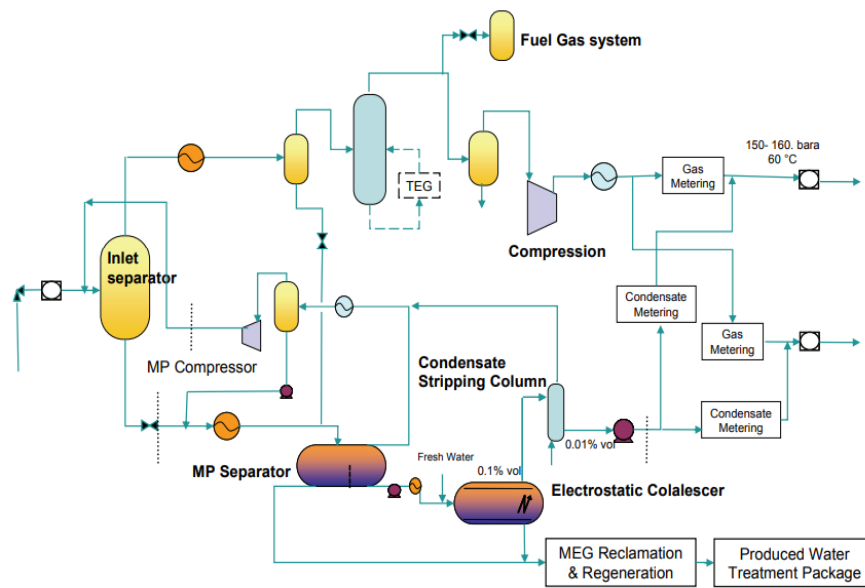 Fuel Gas system
150- 160. bara
60 °C
Gas
Metering
TEG
Compression
Inlet
separator
Condensate
Metering
Gas
Metering
MP Compressor
Condensate
Stripping Column
Condensate
Metering
0.01% vol
Fresh Water
MP Separator
0.1% vol
Electrostatic Colalescer
MEG Reclamation
& Regeneration
Produced Water
Treatment Package